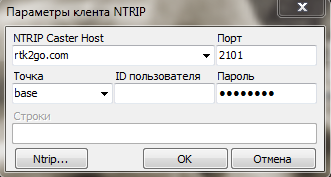 Параметры клента NTRIP
NTRIP Caster Host Порт
rtk2go.com 2101
Точка ID пользователя Пароль
base ●●●●●●●●
Строки
Ntrip... OK Отмена